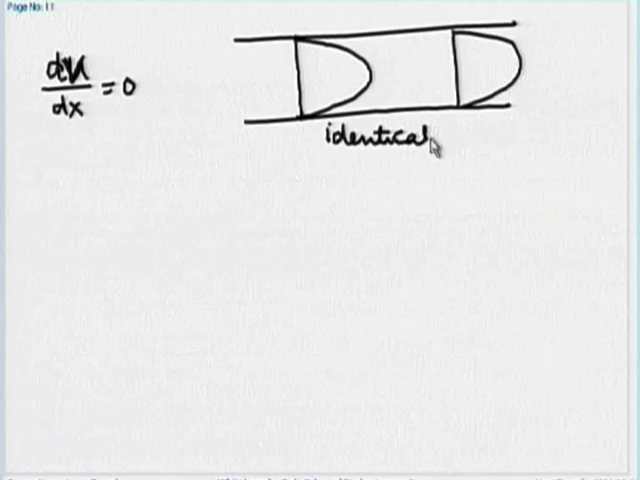 Page No: 11
du
dx
= 0
identical